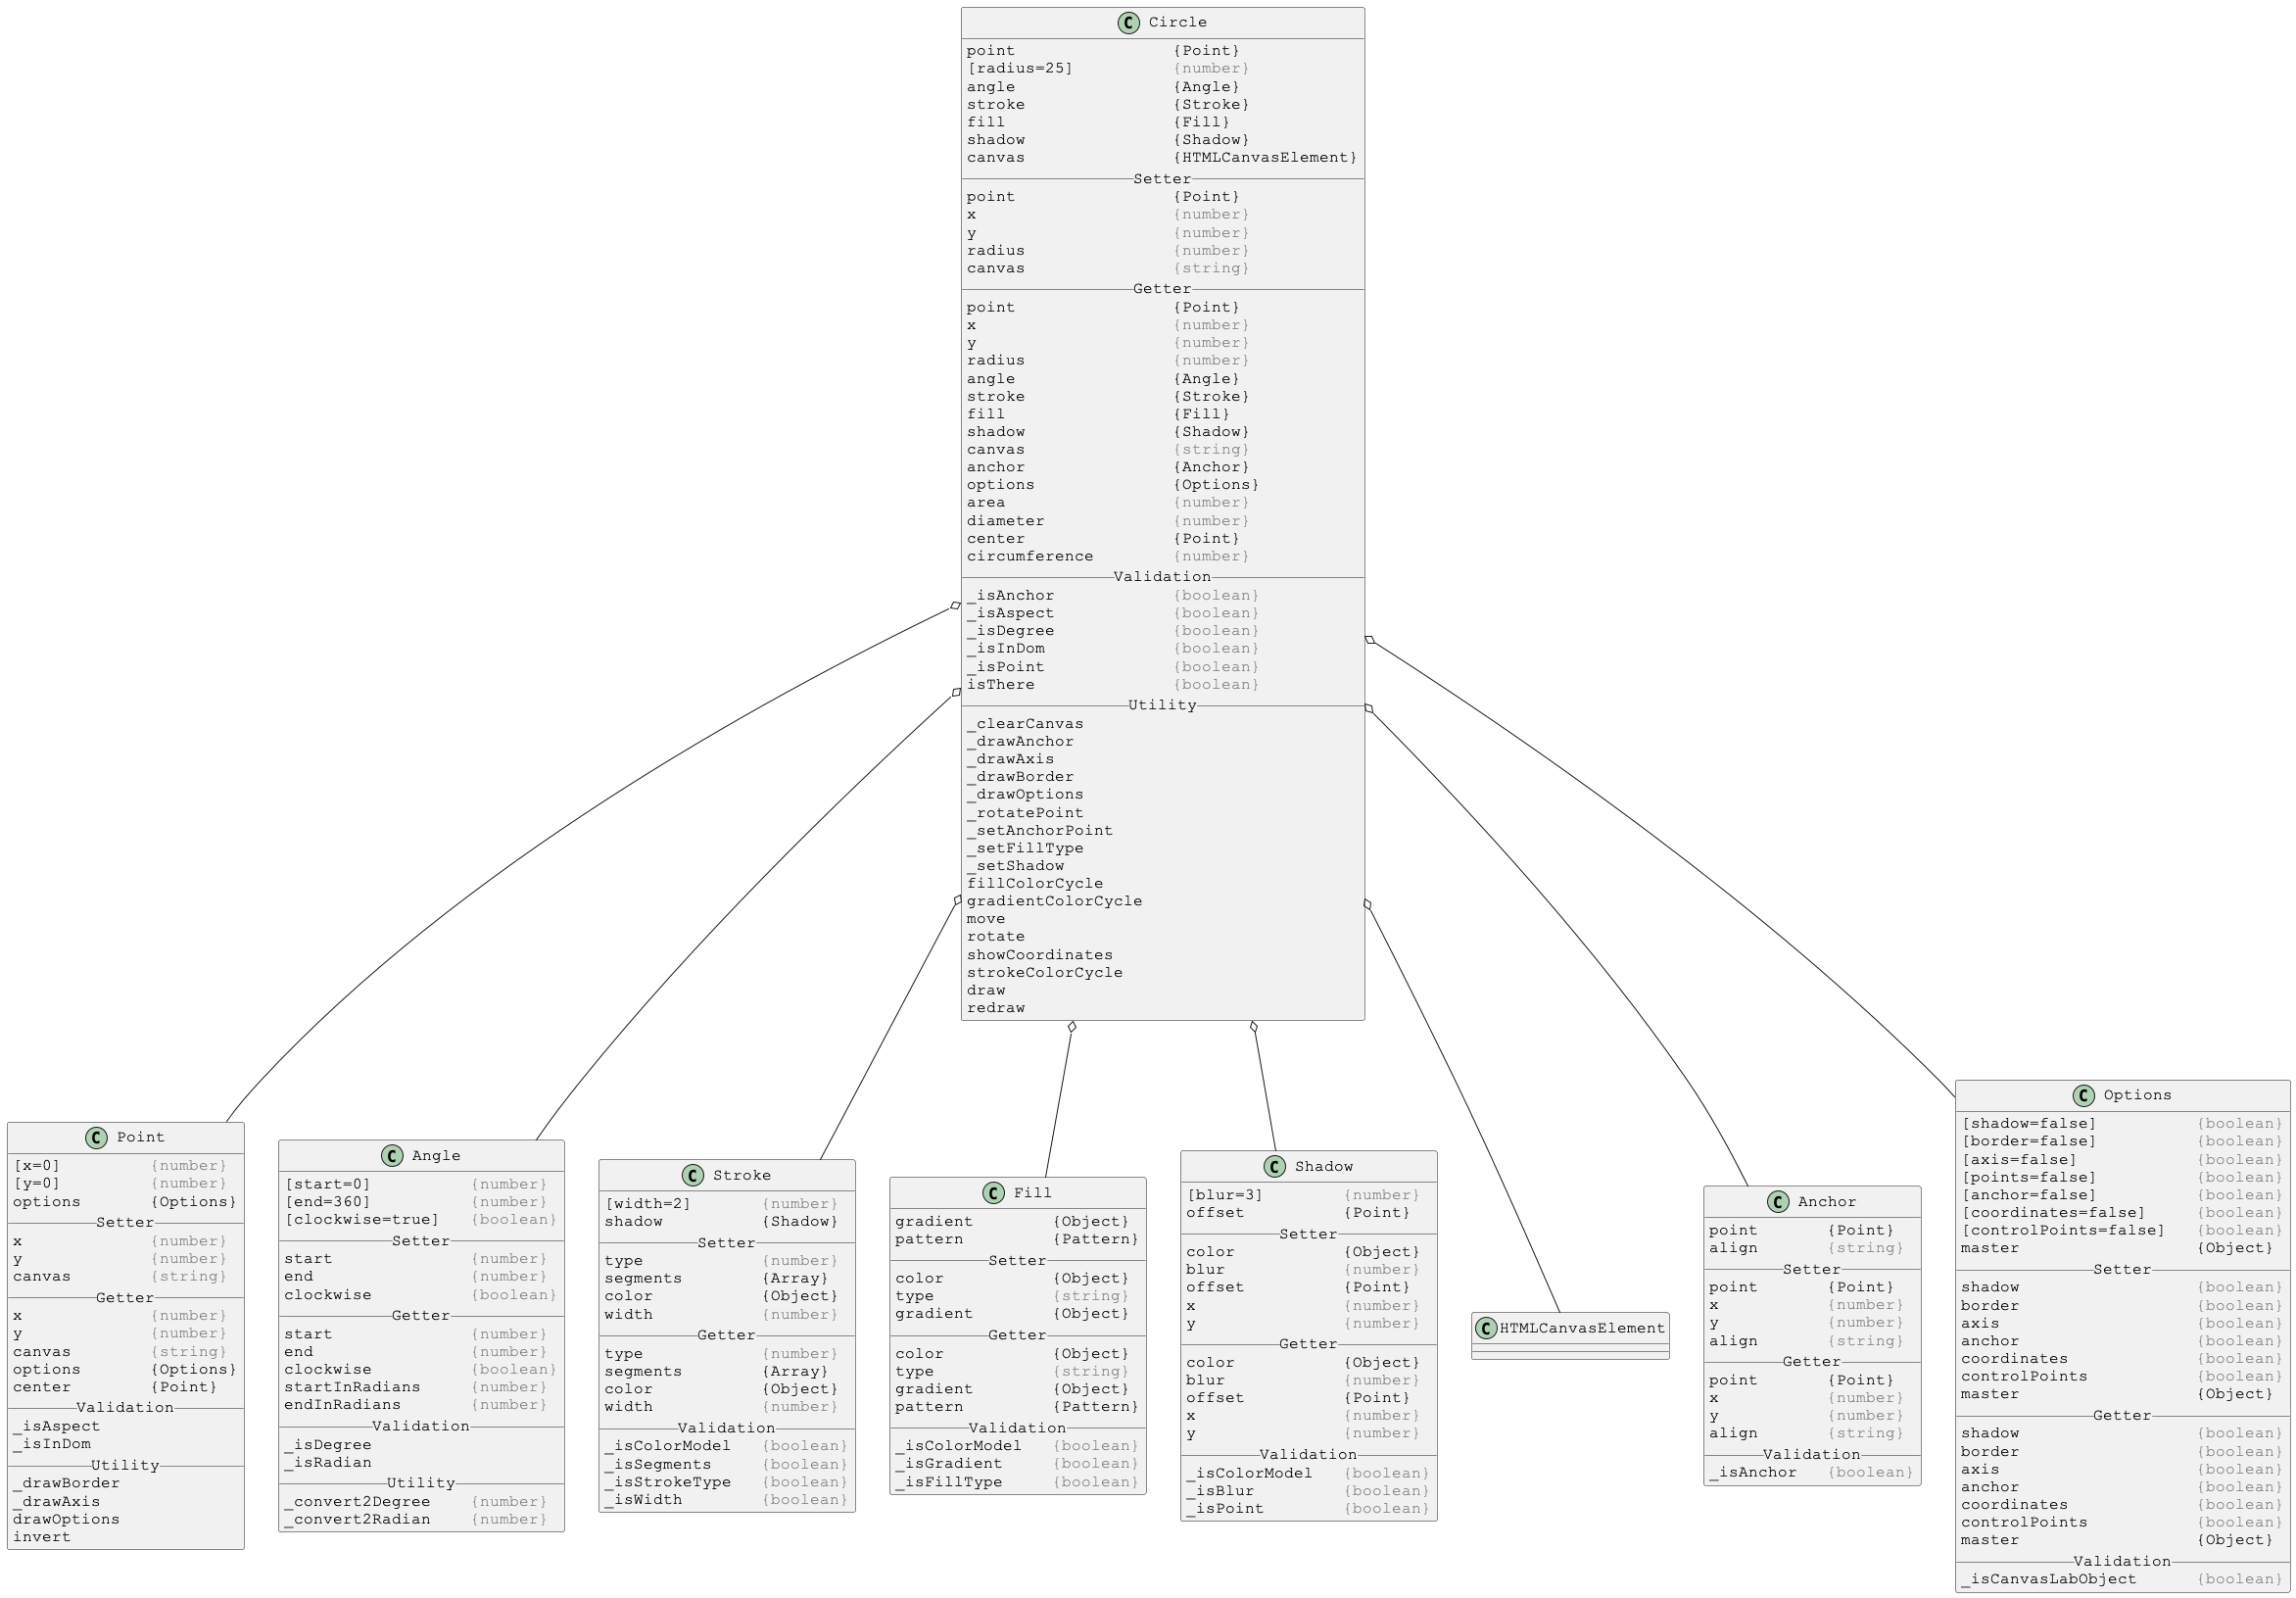 C Circle
point {Point}
[radius=25] {number}
angle {Angle}
stroke {Stroke}
fill {Fill}
shadow {Shadow}
canvas {HTMLCanvasElement}
Setter
point {Point}
x {number}
y {number}
radius {number}
canvas {string}
Getter
point {Point}
x {number}
y {number}
radius {number}
angle {Angle}
stroke {Stroke}
fill {Fill}
shadow {Shadow}
canvas {string}
anchor {Anchor}
options {Options}
area {number}
diameter {number}
center {Point}
circumference {number}
Validation
_isAnchor {boolean}
_isAspect {boolean}
_isDegree {boolean}
_isInDom {boolean}
_isPoint {boolean}
isThere {boolean}
Utility
_clearCanvas
_drawAnchor
_drawAxis
_drawBorder
_drawOptions
_rotatePoint
_setAnchorPoint
_setFillType
_setShadow
fillColorCycle
gradientColorCycle
move
rotate
showCoordinates
strokeColorCycle
draw
redraw
C Point
[x=0] {number}
[y=0] {number}
options {Options}
Setter
x {number}
y {number}
canvas {string}
Getter
x {number}
y {number}
canvas {string}
options {Options}
center {Point}
Validation
_isAspect
_isInDom
Utility
_drawBorder
_drawAxis
drawOptions
invert
C Angle
[start=0] {number}
[end=360] {number}
[clockwise=true] {boolean}
Setter
start {number}
end {number}
clockwise {boolean}
Getter
start {number}
end {number}
clockwise {boolean}
startInRadians {number}
endInRadians {number}
Validation
_isDegree
_isRadian
Utility
_convert2Degree {number}
_convert2Radian {number}
C Stroke
[width=2] {number}
shadow {Shadow}
Setter
type {number}
segments {Array}
color {Object}
width {number}
Getter
type {number}
segments {Array}
color {Object}
width {number}
Validation
_isColorModel {boolean}
_isSegments {boolean}
_isStrokeType {boolean}
_isWidth {boolean}
C Fill
gradient {Object}
pattern {Pattern}
Setter
color {Object}
type {string}
gradient {Object}
Getter
color {Object}
type {string}
gradient {Object}
pattern {Pattern}
Validation
_isColorModel {boolean}
_isGradient {boolean}
_isFillType {boolean}
C Shadow
[blur=3] {number}
offset {Point}
Setter
color {Object}
blur {number}
offset {Point}
x {number}
y {number}
Getter
color {Object}
blur {number}
offset {Point}
x {number}
y {number}
Validation
_isColorModel {boolean}
_isBlur {boolean}
_isPoint {boolean}
C HTMLCanvasElement
C Anchor
point {Point}
align {string}
Setter
point {Point}
x {number}
y {number}
align {string}
Getter
point {Point}
x {number}
y {number}
align {string}
Validation
_isAnchor {boolean}
C Options
[shadow=false] {boolean}
[border=false] {boolean}
[axis=false] {boolean}
[points=false] {boolean}
[anchor=false] {boolean}
[coordinates=false] {boolean}
[controlPoints=false] {boolean}
master {Object}
Setter
shadow {boolean}
border {boolean}
axis {boolean}
anchor {boolean}
coordinates {boolean}
controlPoints {boolean}
master {Object}
Getter
shadow {boolean}
border {boolean}
axis {boolean}
anchor {boolean}
coordinates {boolean}
controlPoints {boolean}
master {Object}
Validation
_isCanvasLabObject {boolean}